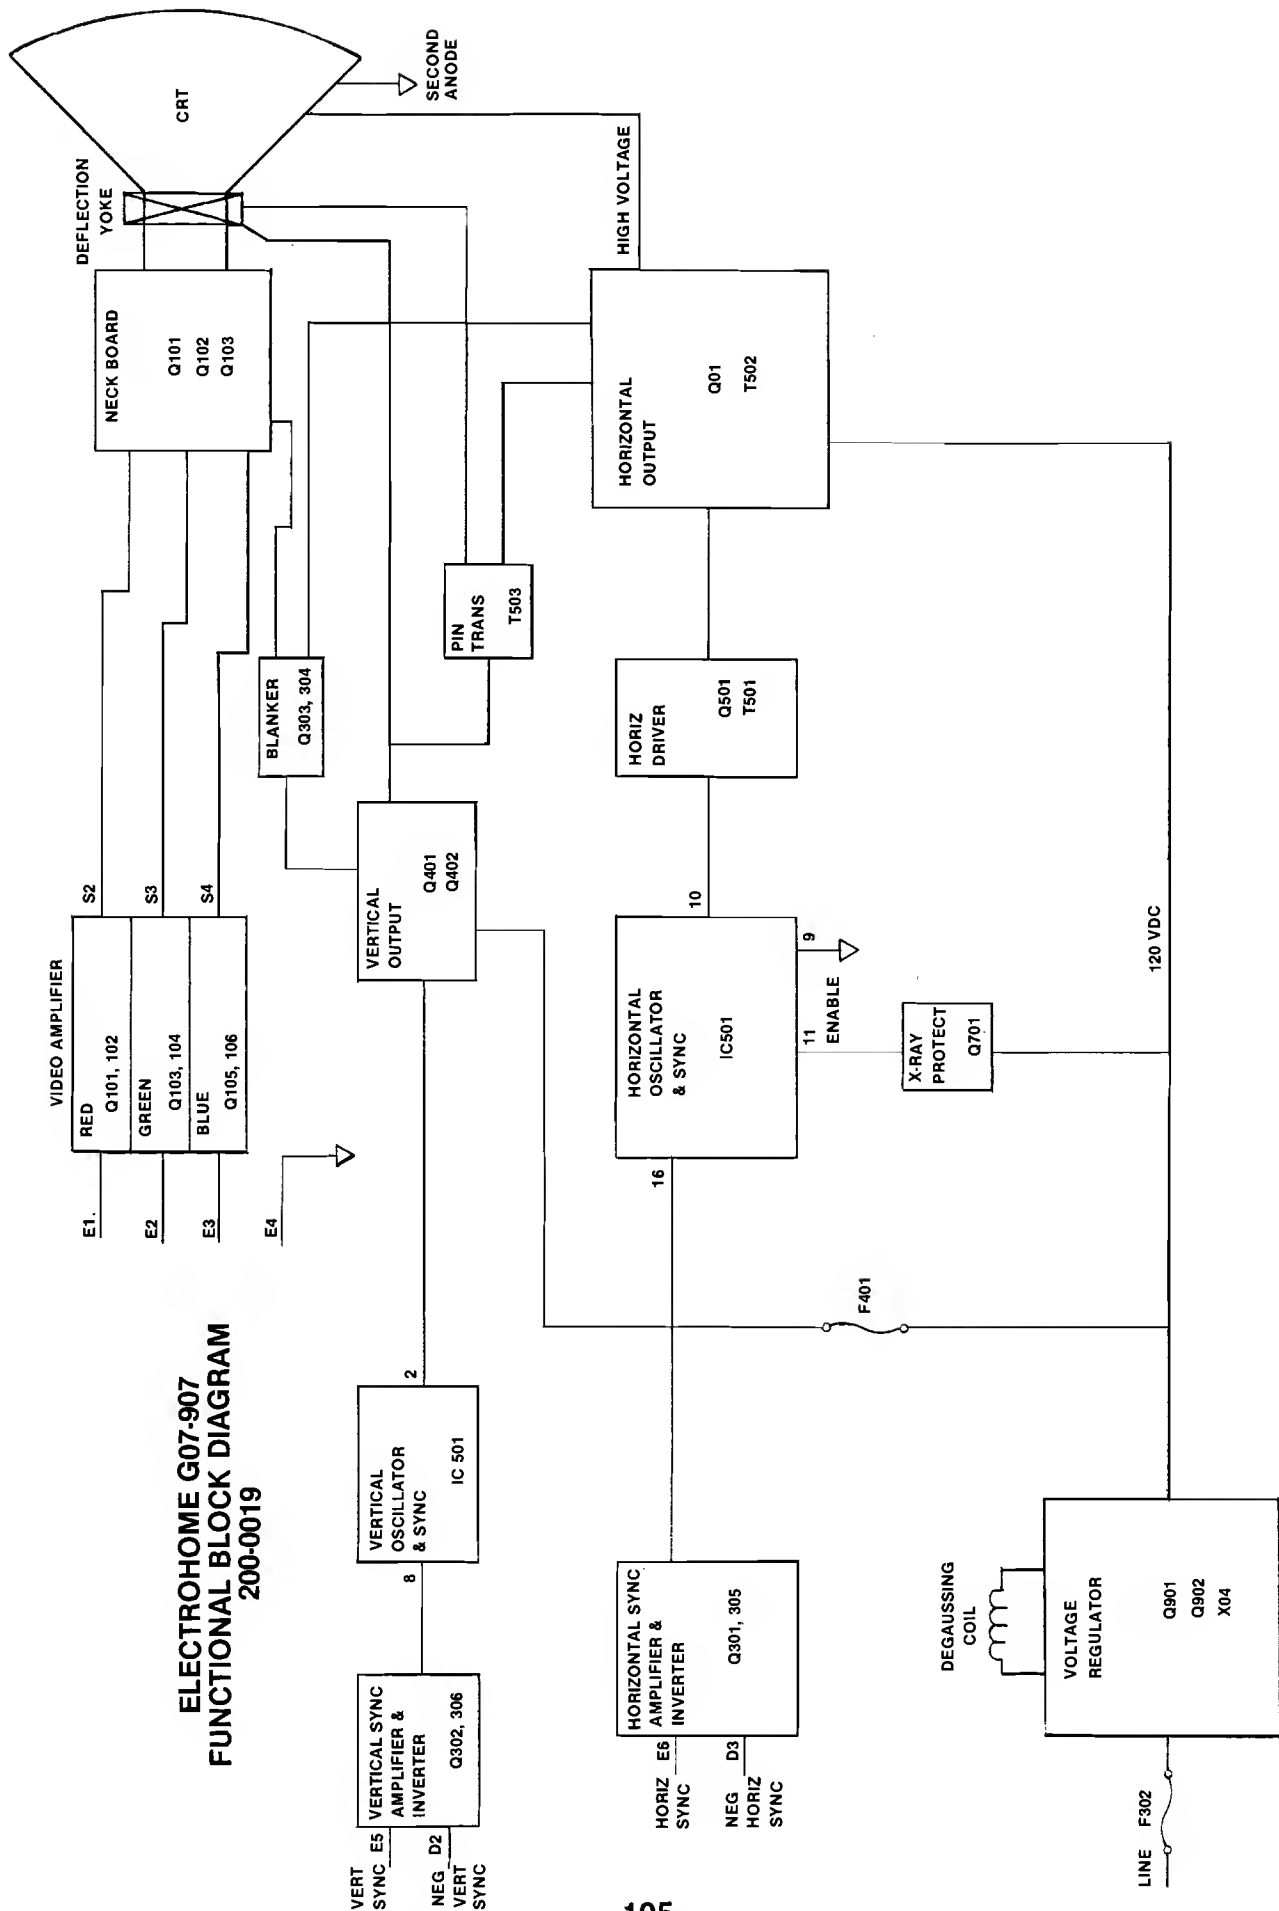 ELECTROHOME G07-907
FUNCTIONAL BLOCK DIAGRAM
200-0019
VIDEO AMPLIFIER
E1.
RED
Q101, 102
S2
E2
GREEN
Q103, 104
S3
E3
BLUE
Q105, 106
S4
E4
NECK BOARD
Q101
Q102
Q103
DEFLECTION
YOKE
CRT
SECOND
ANODE
BLANKER
Q303, 304
VERT
SYNC
E5
NEG
VERT
SYNC
D2
VERTICAL SYNC
AMPLIFIER &
INVERTER
Q302, 306
8
VERTICAL
OSCILLATOR
& SYNC
IC 501
2
VERTICAL
OUTPUT
Q401
Q402
PIN
TRANS
T503
HORIZ
SYNC
E6
NEG
HORIZ
SYNC
D3
HORIZONTAL SYNC
AMPLIFIER &
INVERTER
Q301, 305
16
HORIZONTAL
OSCILLATOR
& SYNC
IC501
10
11
9
ENABLE
HORIZ
DRIVER
Q501
T501
HORIZONTAL
OUTPUT
Q01
T502
HIGH VOLTAGE
F401
X-RAY
PROTECT
Q701
DEGAUSSING
COIL
LINE
F302
VOLTAGE
REGULATOR
Q901
Q902
X04
120 VDC